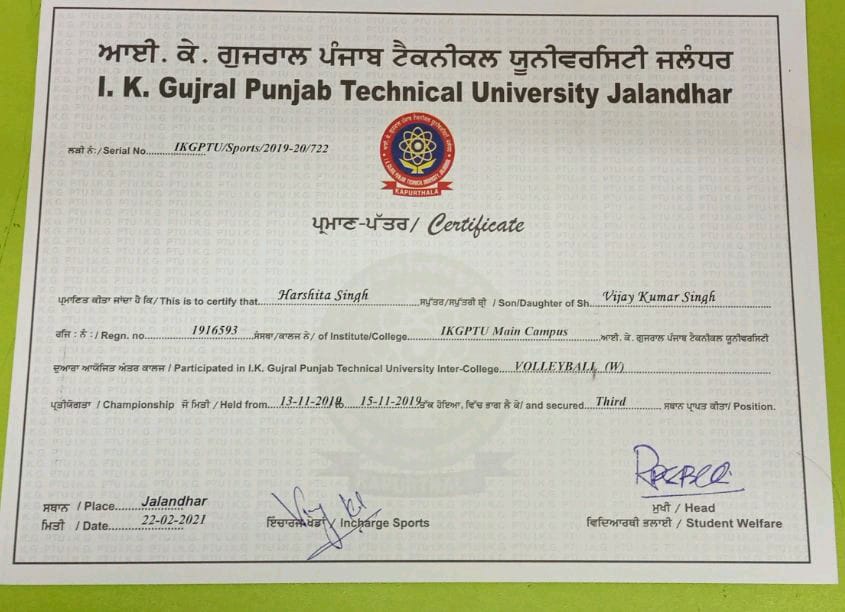 ਆਈ. ਕੇ. ਗੁਜਰਾਲ ਪੰਜਾਬ ਟੈਕਨੀਕਲ ਯੂਨੀਵਰਸਿਟੀ ਜਲੰਧਰ
I. K. Gujral Punjab Technical University Jalandhar
ਲੜੀ ਨੰ:/Serial No. IKGPTU/Sports/2019-20/722
KAPURTHALA
ਪ੍ਰਮਾਣ-ਪੱਤਰ/ Certificate
ਪ੍ਰਮਾਣਿਤ ਕੀਤਾ ਜਾਂਦਾ ਹੈ ਕਿ/ This is to certify that Harshita Singh ਸਪੁੱਤਰ/ਸਪੁੱਤਰੀ ਸ਼੍ਰੀ / Son/Daughter of Sh. Vijay Kumar Singh
ਰਜਿ: ਨੰ:/ Regn. no. 1916593 ਸੰਸਥਾ/ਕਾਲਜ ਨੇ/ of Institute/College IKGPTU Main Campus ਆਈ. ਕੇ. ਗੁਜਰਾਲ ਪੰਜਾਬ ਟੈਕਨੀਕਲ ਯੂਨੀਵਰਸਿਟੀ
ਦੁਆਰਾ ਆਯੋਜਿਤ ਅੰਤਰ ਕਾਲਜ / Participated in I.K. Gujral Punjab Technical University Inter-College VOLLEYBALL (W)
ਪ੍ਰਤੀਯੋਗਤਾ / Championship ਜੋ ਮਿਤੀ / Held from 13-11-2019 15-11-2019 ਤੱਕ ਹੋਇਆ, ਵਿੱਚ ਭਾਗ ਲੈ ਕੇ/ and secured Third ਸਥਾਨ ਪ੍ਰਾਪਤ ਕੀਤਾ/ Position.
ਸਥਾਨ / Place Jalandhar
ਮਿਤੀ / Date 22-02-2021
ਇੰਚਾਰਜ ਖੇਡਾਂ / Incharge Sports
ਮੁਖੀ / Head
ਵਿਦਿਆਰਥੀ ਭਲਾਈ / Student Welfare